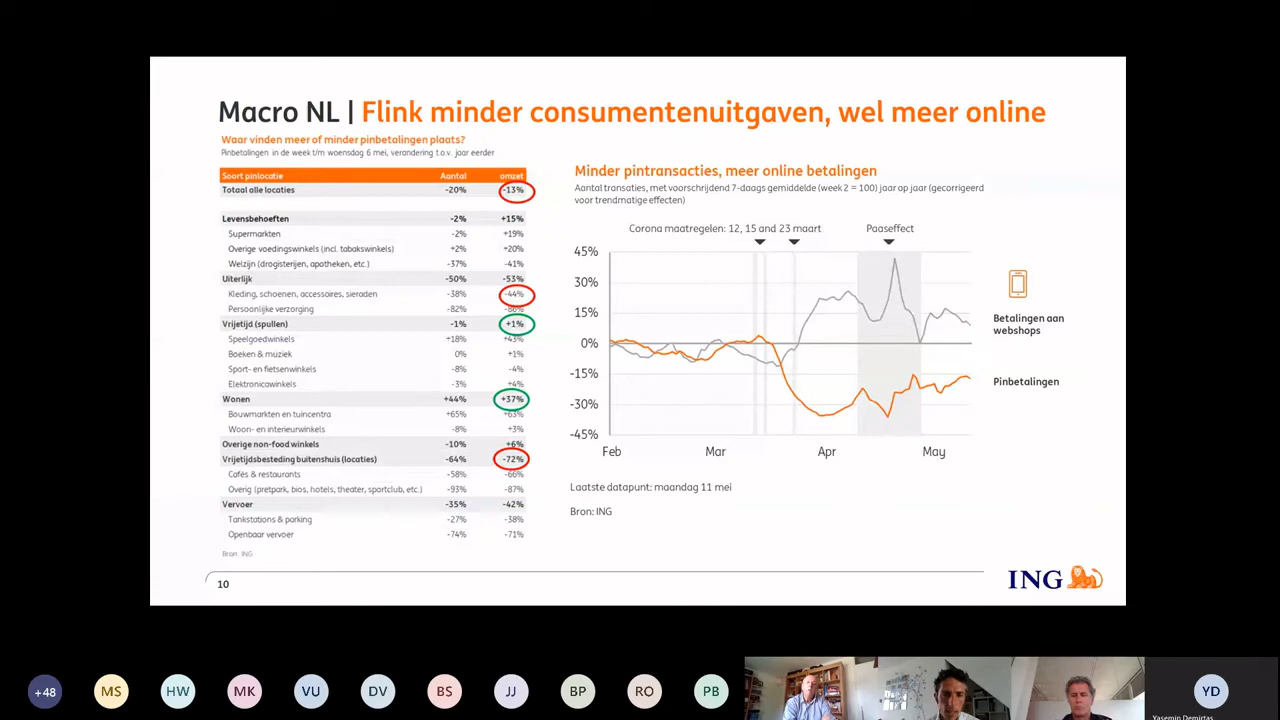 Macro NL | Flink minder consumentenuitgaven, wel meer online
Waar vinden meer of minder pinbetalingen plaats?
Pinbetalingen in de week t/m woensdag 6 mei, verandering t.o.v. jaar eerder
Soort pinlocatie Aantal omzet
Totaal alle locaties -20% -13%
Levensbehoeften -2% +15%
Supermarkten -2% +19%
Overige voedingswinkels (incl. tabakswinkels) +2% +20%
Welzijn (drogisterijen, apotheken, etc.) -37% -41%
Uiterlijk -50% -53%
Kleding, schoenen, accessoires, sieraden -38% -44%
Persoonlijke verzorging -82% -86%
Vrijetijd (spullen) -1% +1%
Speelgoedwinkels +18% +43%
Boeken & muziek 0% +1%
Sport- en fietsenwinkels -8% -4%
Elektronicawinkels -3% +4%
Wonen +44% +37%
Bouwmarkten en tuincentra +65% +63%
Woon- en interieurwinkels -8% +3%
Overige non-food winkels -10% +6%
Vrijetijdsbesteding buitenshuis (locaties) -64% -72%
Cafés & restaurants -58% -66%
Overig (pretpark, bios, hotels, theater, sportclub, etc.) -93% -87%
Vervoer -35% -42%
Tankstations & parking -27% -38%
Openbaar vervoer -74% -71%
Bron: ING
Minder pintransacties, meer online betalingen
Aantal transaties, met voorschrijdend 7-daags gemiddelde (week 2 = 100) jaar op jaar (gecorrigeerd
voor trendmatige effecten)
Corona maatregelen: 12, 15 and 23 maart Paaseffect
45%
30%
15%
0%
-15%
-30%
-45%
Feb Mar Apr May
Betalingen aan
webshops
Pinbetalingen
Laatste datapunt: maandag 11 mei
Bron: ING
10
ING
+48 MS HW MK VU DV BS JJ BP RO PB YD
Yasemin Demirtas